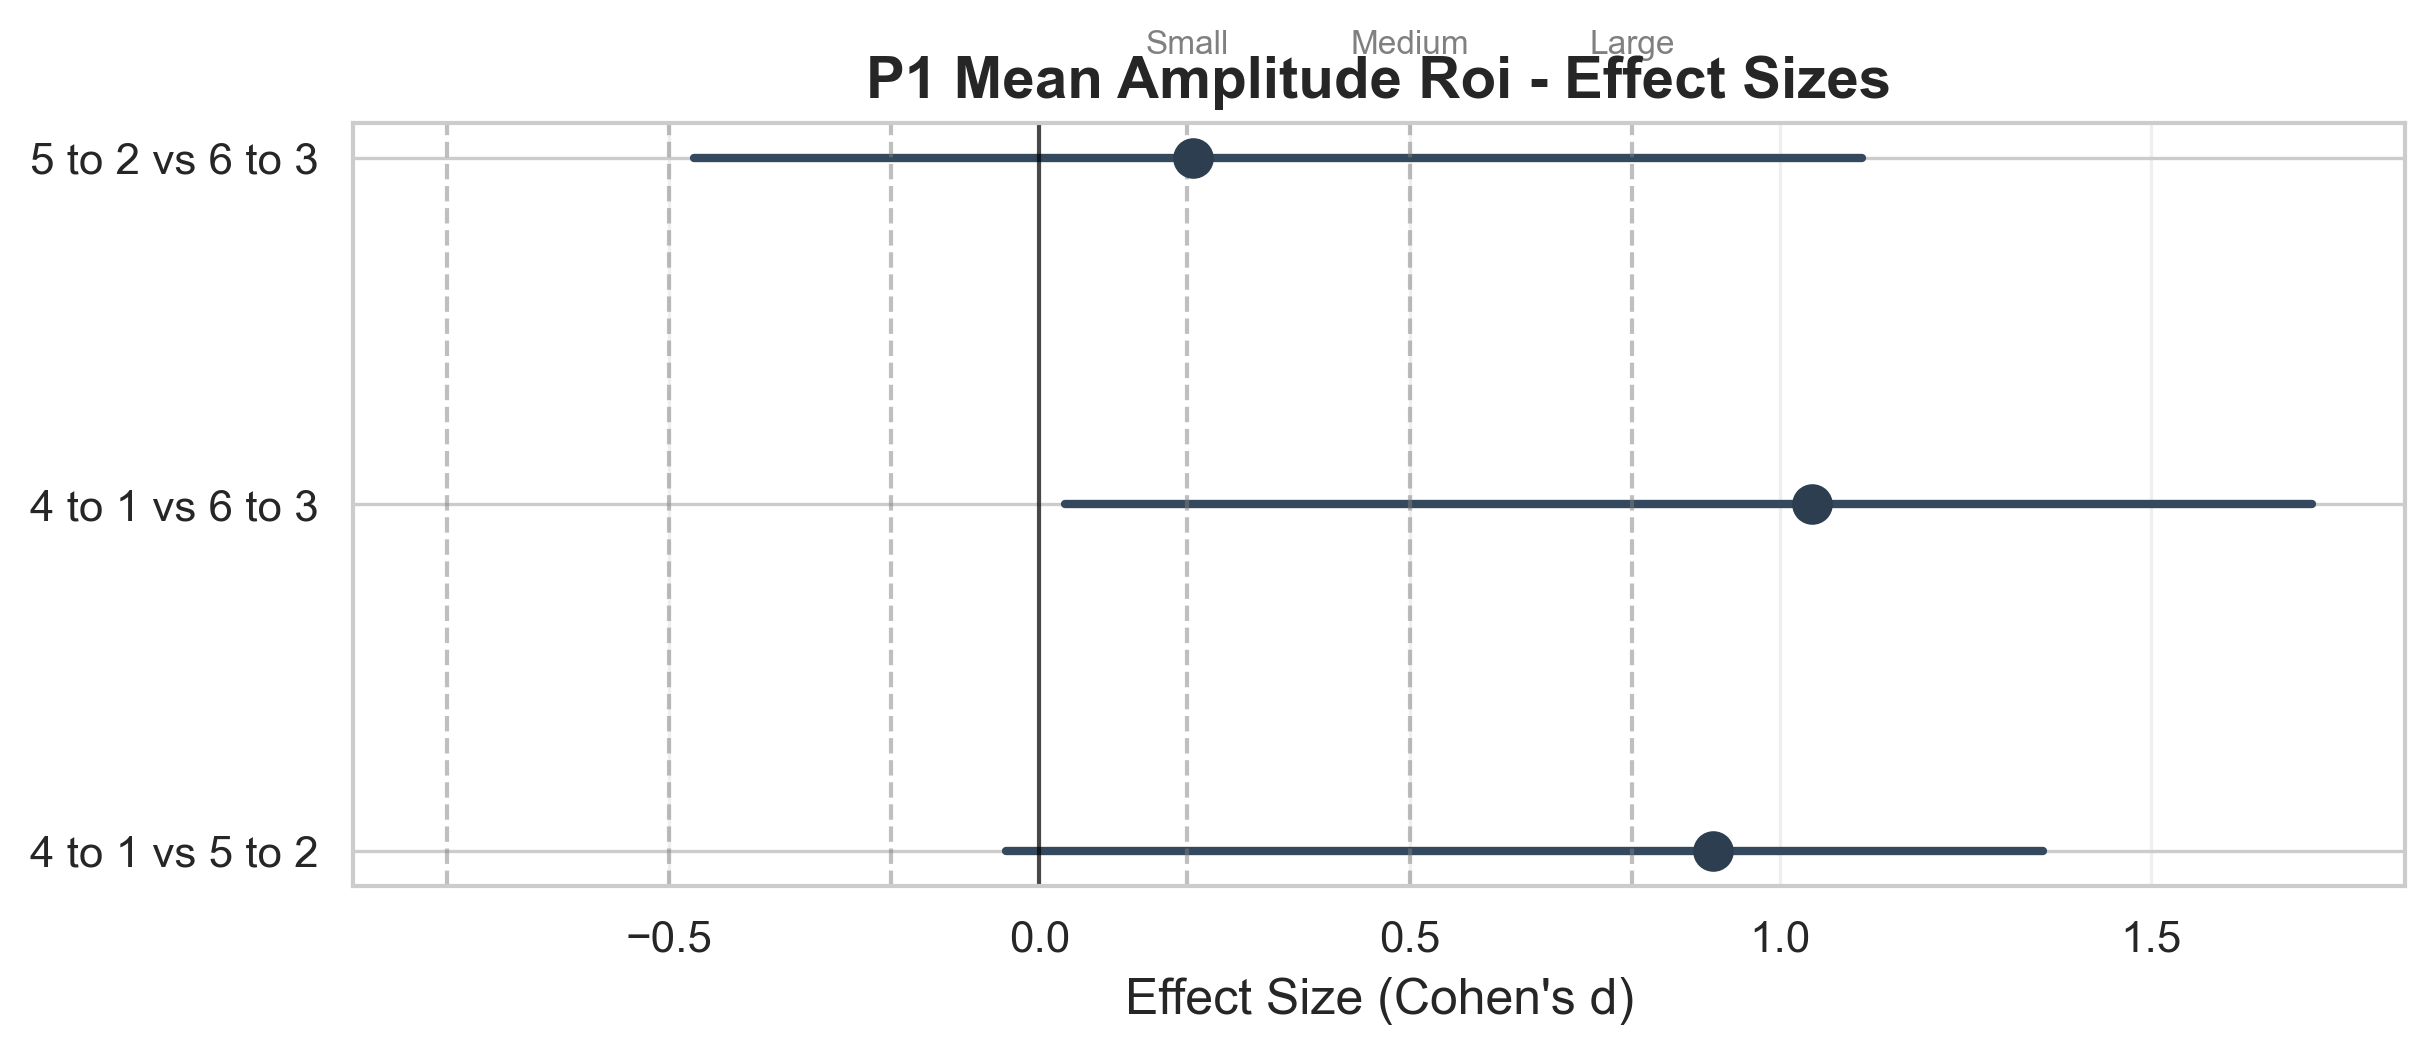 Small Medium Large
P1 Mean Amplitude Roi - Effect Sizes
5 to 2 vs 6 to 3
4 to 1 vs 6 to 3
4 to 1 vs 5 to 2
−0.5 0.0 0.5 1.0 1.5
Effect Size (Cohen's d)